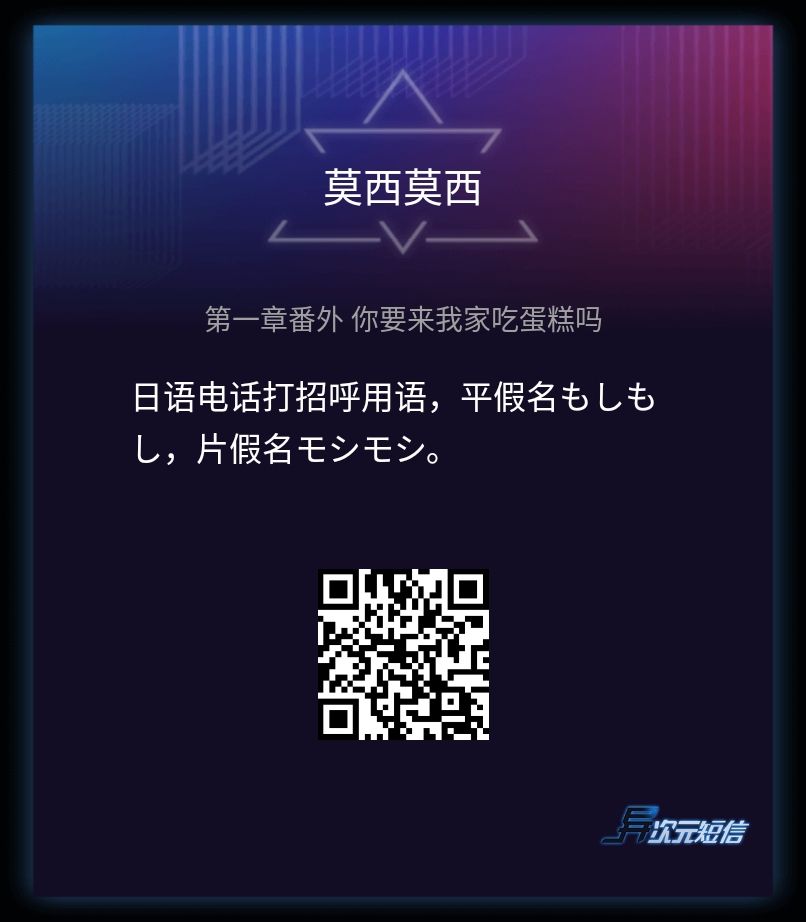 莫西莫西
第一章番外 你要来我家吃蛋糕吗
日语电话打招呼用语，平假名もしも
し，片假名モシモシ。
异次元短信